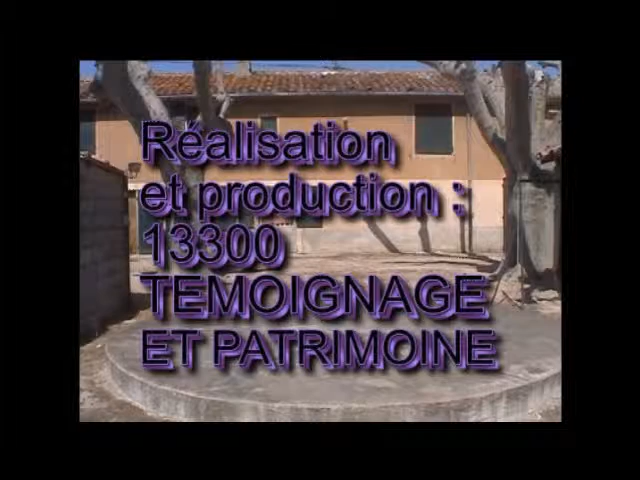 Réalisation
et production :
13300
TEMOIGNAGE
ET PATRIMOINE